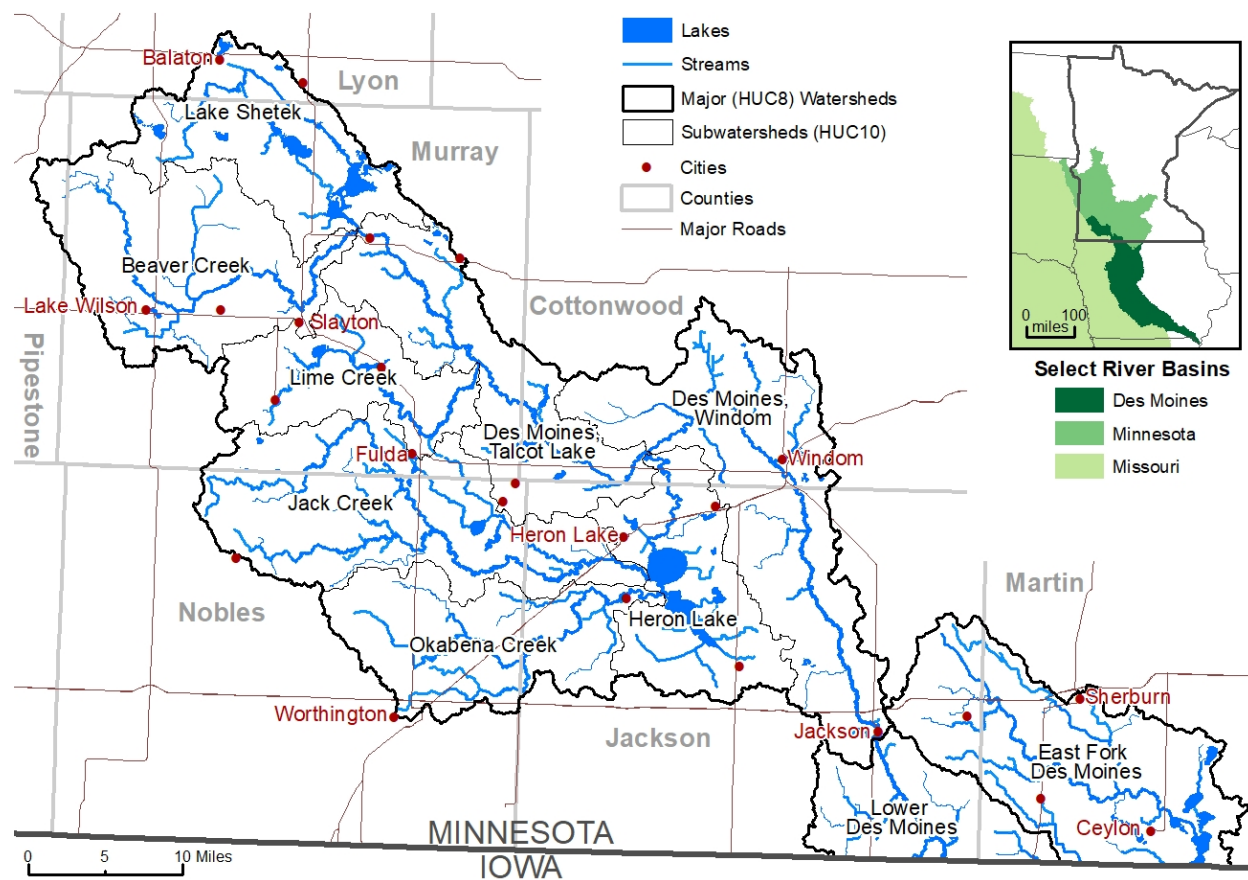 Lakes
Streams
Major (HUC8) Watersheds
Subwatersheds (HUC10)
Cities
Counties
Major Roads
Balaton
Lyon
Lake Shetek
Murray
Beaver Creek
Lake Wilson
Slayton
Cottonwood
Pipestone
Lime Creek
Des Moines,
Windom
Des Moines,
Talcot Lake
Fulda
Windom
Jack Creek
Heron Lake
Nobles
Heron Lake
Okabena Creek
Worthington
Jackson
Jackson
Martin
Sherburn
East Fork
Des Moines
Lower
Des Moines
Ceylon
MINNESOTA
IOWA
0 5 10 Miles
0 100
miles
Select River Basins
Des Moines
Minnesota
Missouri